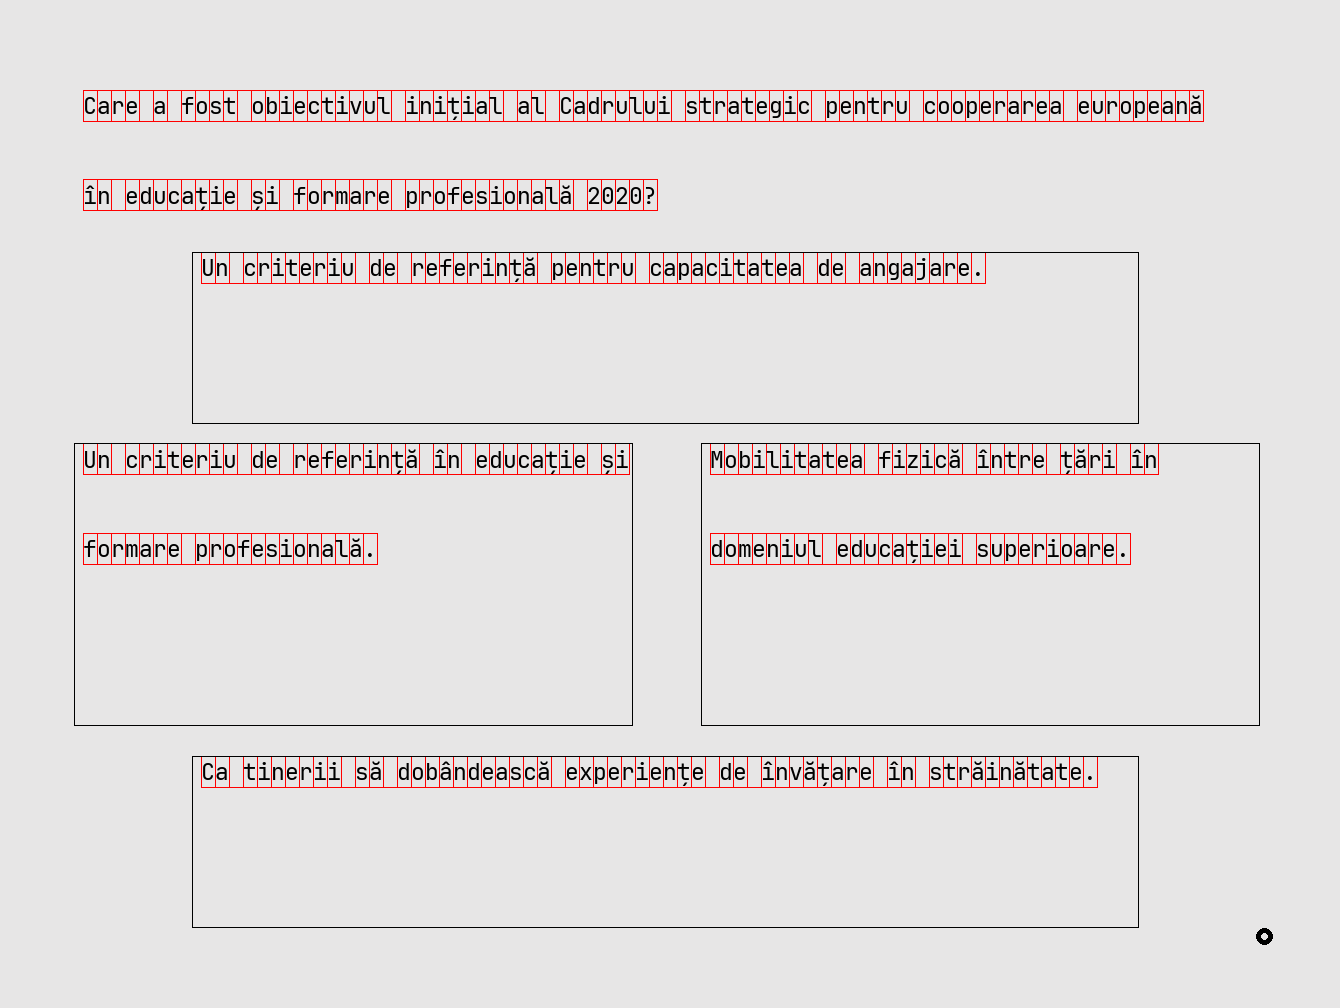 Care a fost obiectivul inițial al Cadrului strategic pentru cooperarea europeană
în educație și formare profesională 2020?
Un criteriu de referință pentru capacitatea de angajare.
Un criteriu de referință în educație și
formare profesională.
Mobilitatea fizică între țări în
domeniul educației superioare.
Ca tinerii să dobândească experiențe de învățare în străinătate.